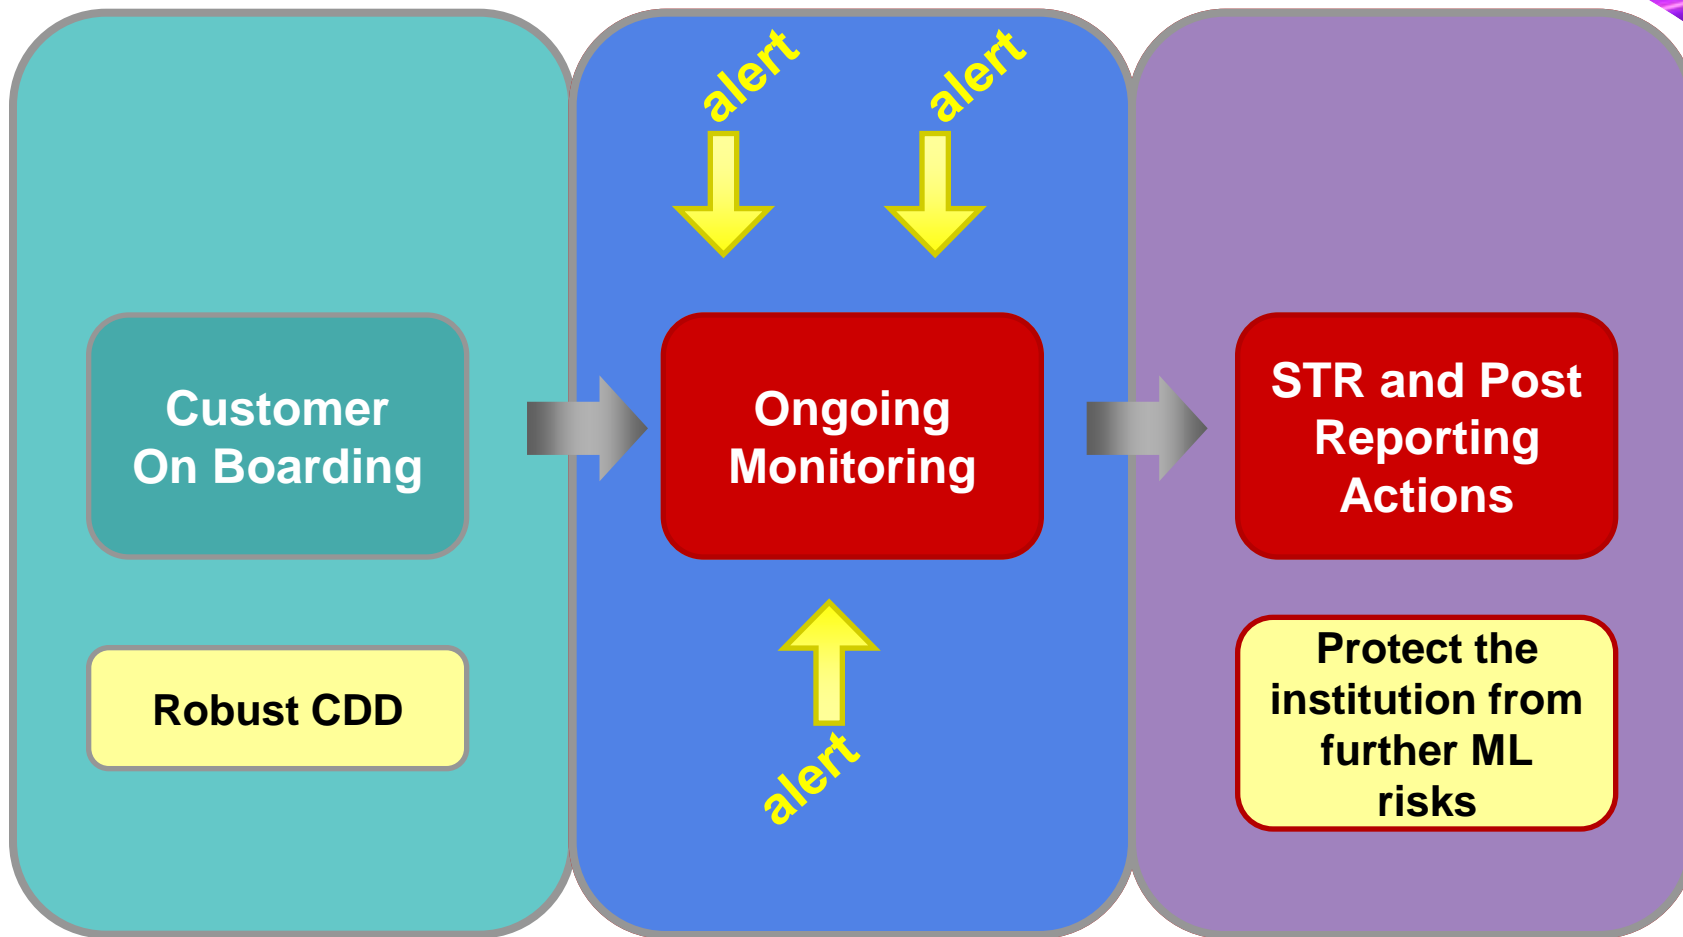 Customer
On Boarding
Robust CDD
alert
alert
Ongoing
Monitoring
alert
STR and Post
Reporting
Actions
Protect the
institution from
further ML
risks